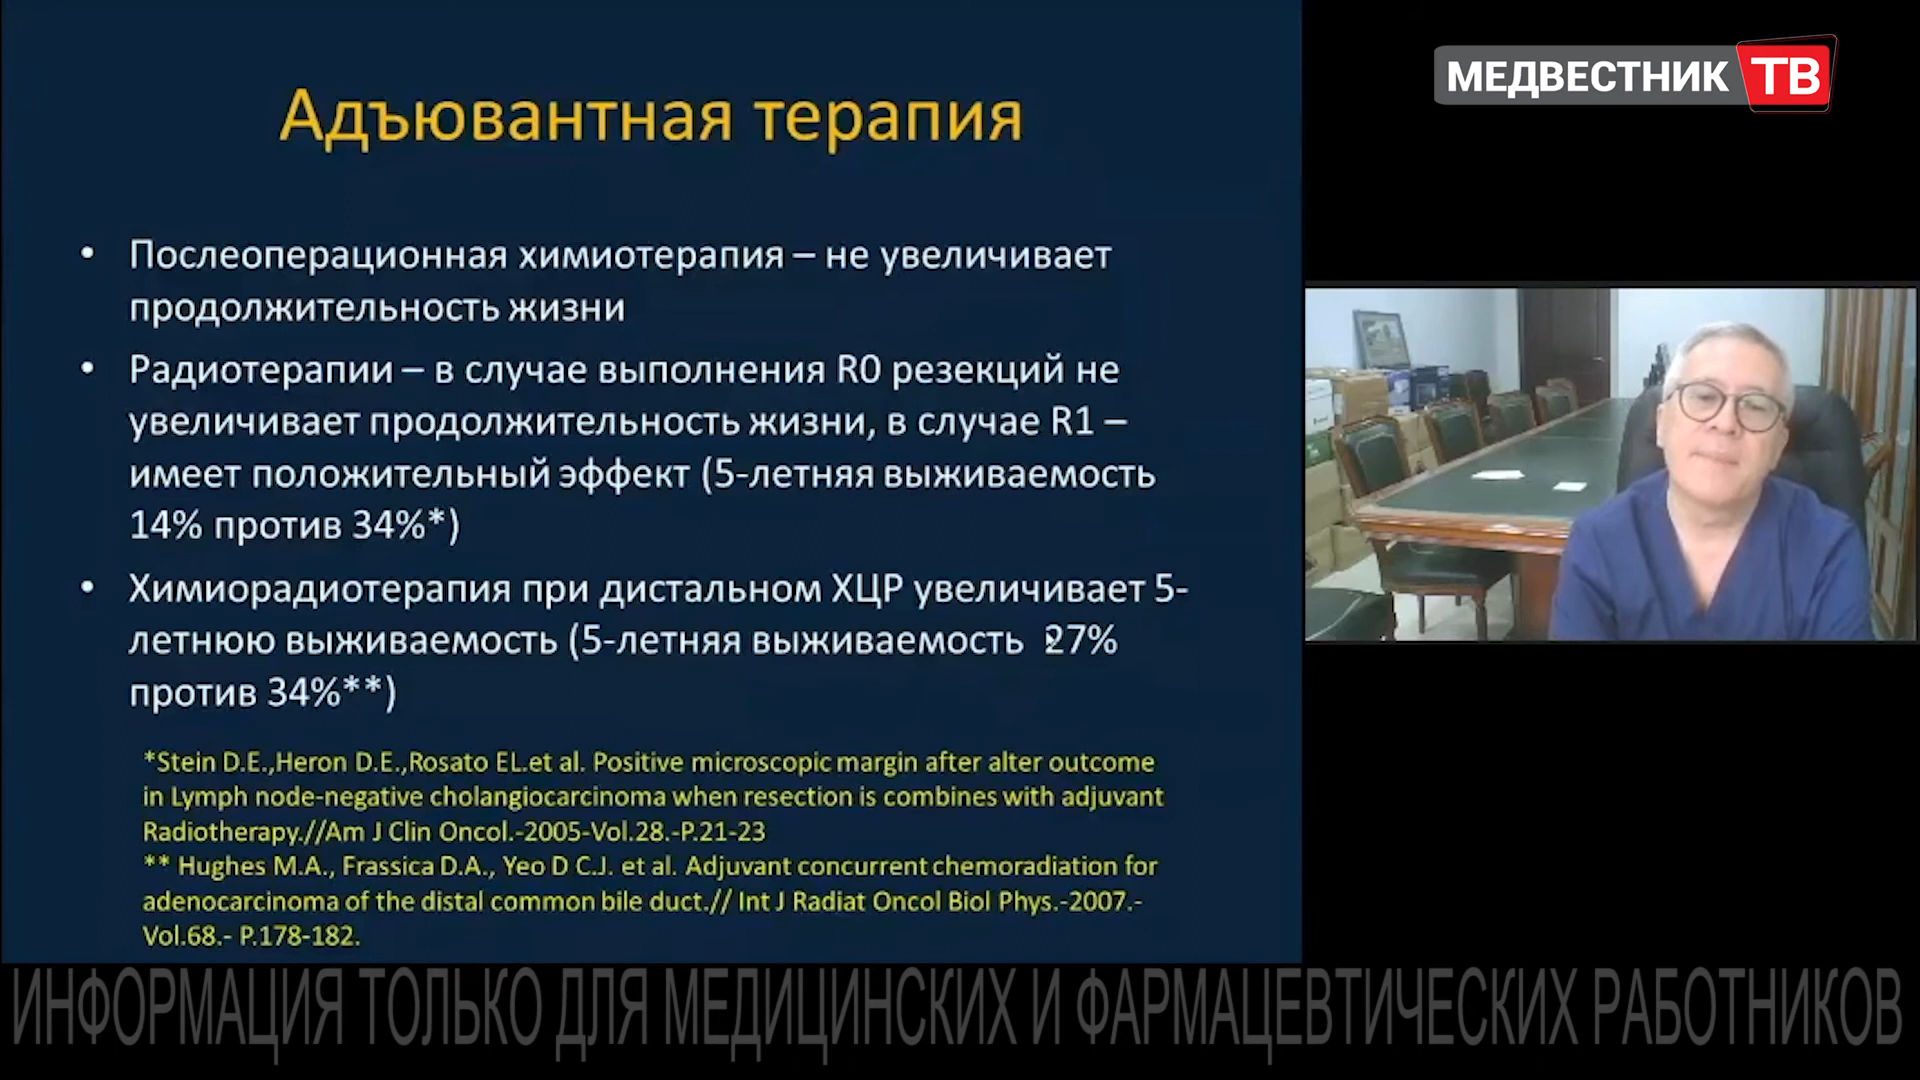 МЕДВЕСТНИК ТВ
Адъювантная терапия
• Послеоперационная химиотерапия – не увеличивает
продолжительность жизни
• Радиотерапии – в случае выполнения R0 резекций не
увеличивает продолжительность жизни, в случае R1 –
имеет положительный эффект (5-летняя выживаемость
14% против 34%*)
• Химиорадиотерапия при дистальном ХЦР увеличивает 5-
летнюю выживаемость (5-летняя выживаемость 27%
против 34%**)
*Stein D.E.,Heron D.E.,Rosato EL.et al. Positive microscopic margin after alter outcome
in Lymph node-negative cholangiocarcinoma when resection is combines with adjuvant
Radiotherapy.//Am J Clin Oncol.-2005-Vol.28.-P.21-23
** Hughes M.A., Frassica D.A., Yeo D C.J. et al. Adjuvant concurrent chemoradiation for
adenocarcinoma of the distal common bile duct.// Int J Radiat Oncol Biol Phys.-2007.-
Vol.68.- P.178-182.
ИНФОРМАЦИЯ ТОЛЬКО ДЛЯ МЕДИЦИНСКИХ И ФАРМАЦЕВТИЧЕСКИХ РАБОТНИКОВ